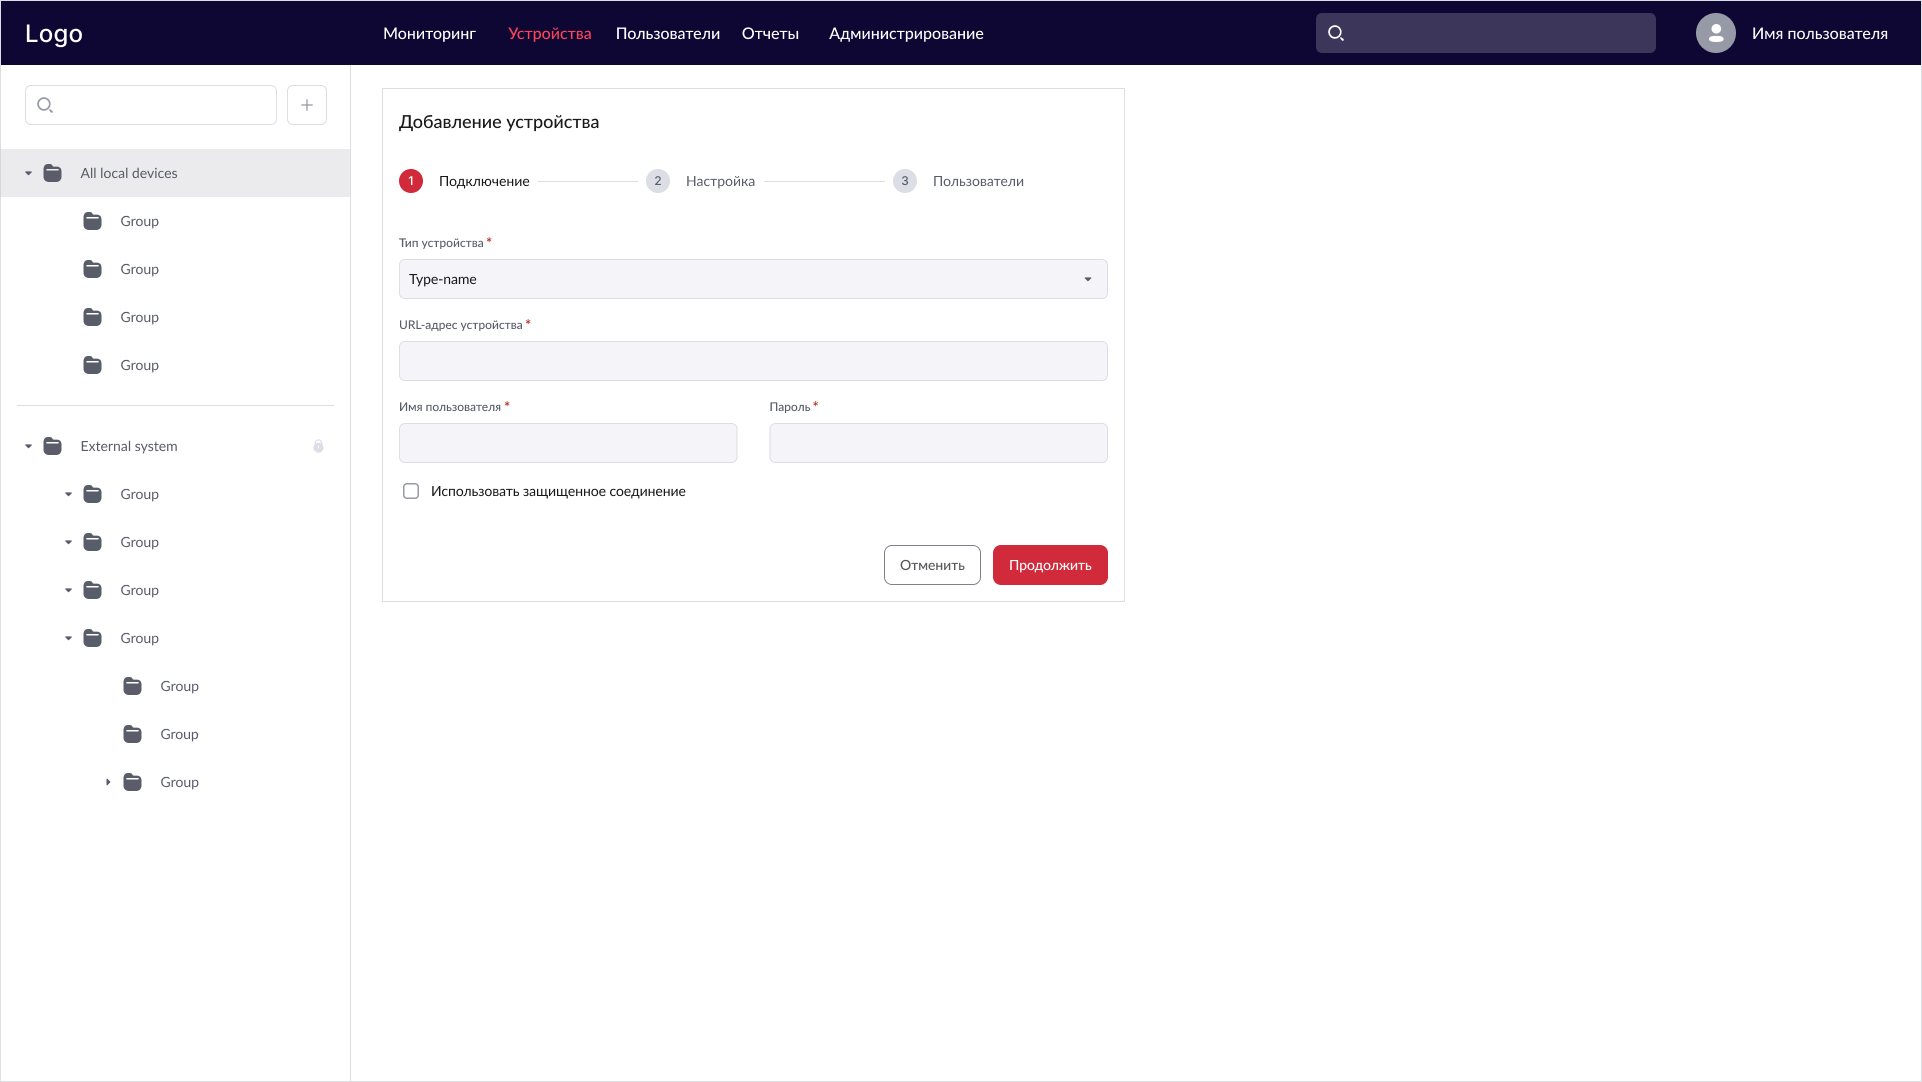 Logo
Мониторинг Устройства Пользователи Отчеты Администрирование
Имя пользователя
All local devices
Group
Group
Group
Group
External system
Group
Group
Group
Group
Group
Group
Group
Добавление устройства
1 Подключение 2 Настройка 3 Пользователи
Тип устройства *
Type-name
URL-адрес устройства *
Имя пользователя * Пароль *
Использовать защищенное соединение
Отменить Продолжить